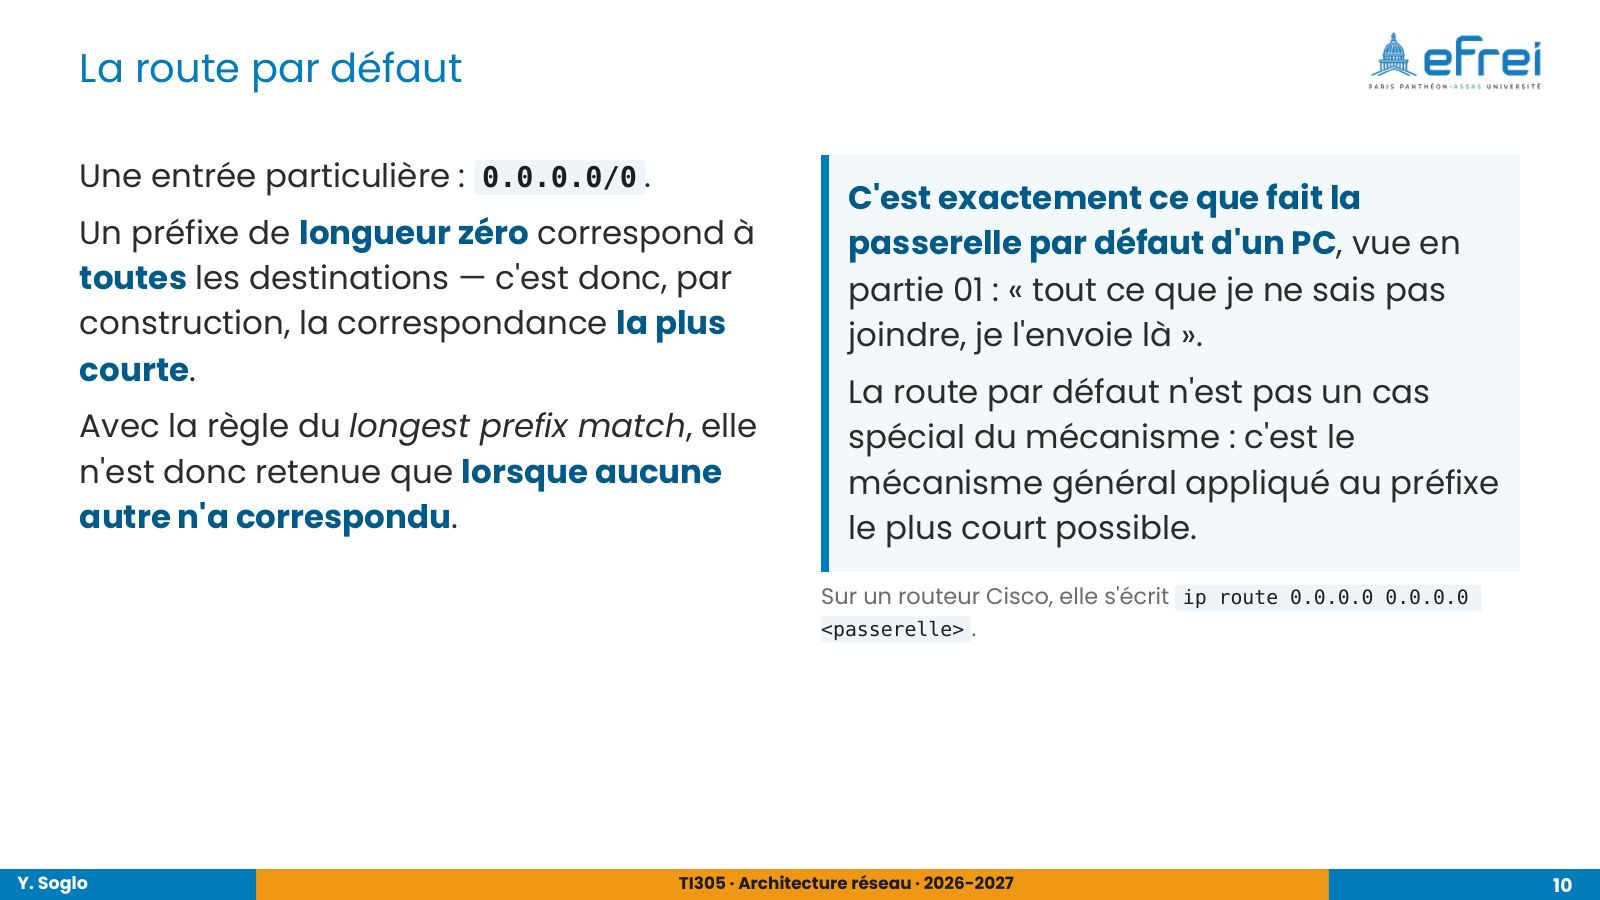 La route par défaut
efrei
PARIS PANTHÉON-ASSAS UNIVERSITÉ
Une entrée particulière : 0.0.0.0/0.
Un préfixe de longueur zéro correspond à
toutes les destinations — c'est donc, par
construction, la correspondance la plus
courte.
Avec la règle du longest prefix match, elle
n'est donc retenue que lorsque aucune
autre n'a correspondu.
C'est exactement ce que fait la
passerelle par défaut d'un PC, vue en
partie 01 : « tout ce que je ne sais pas
joindre, je l'envoie là ».
La route par défaut n'est pas un cas
spécial du mécanisme : c'est le
mécanisme général appliqué au préfixe
le plus court possible.
Sur un routeur Cisco, elle s'écrit ip route 0.0.0.0 0.0.0.0
<passerelle>.
Y. Soglo
TI305 · Architecture réseau · 2026-2027
10